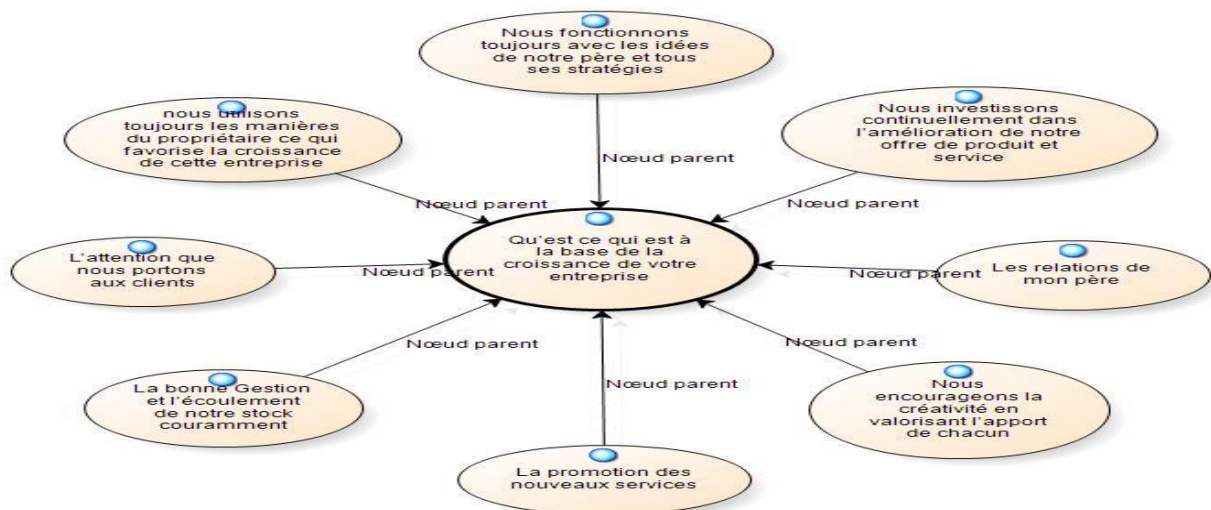 Nous fonctionnons
toujours avec les idées
de notre père et tous
ses stratégies
nous utilisons
toujours les manières
du propriétaire ce qui
favorise la croissance
de cette entreprise
Nous investissons
continuellement dans
l'amélioration de notre
offre de produit et
service
Nœud parent
Nœud parent
Nœud parent
Qu'est ce qui est à
la base de la
croissance de votre
entreprise
L'attention que
nous portons
aux clients
Nœud parent
Nœud parent
Les relations de
mon père
Nœud parent
Nœud parent
Nœud parent
La bonne Gestion
et l'écoulement
de notre stock
couramment
Nous
encourageons la
créativité en
valorisant l'apport
de chacun
La promotion des
nouveaux services